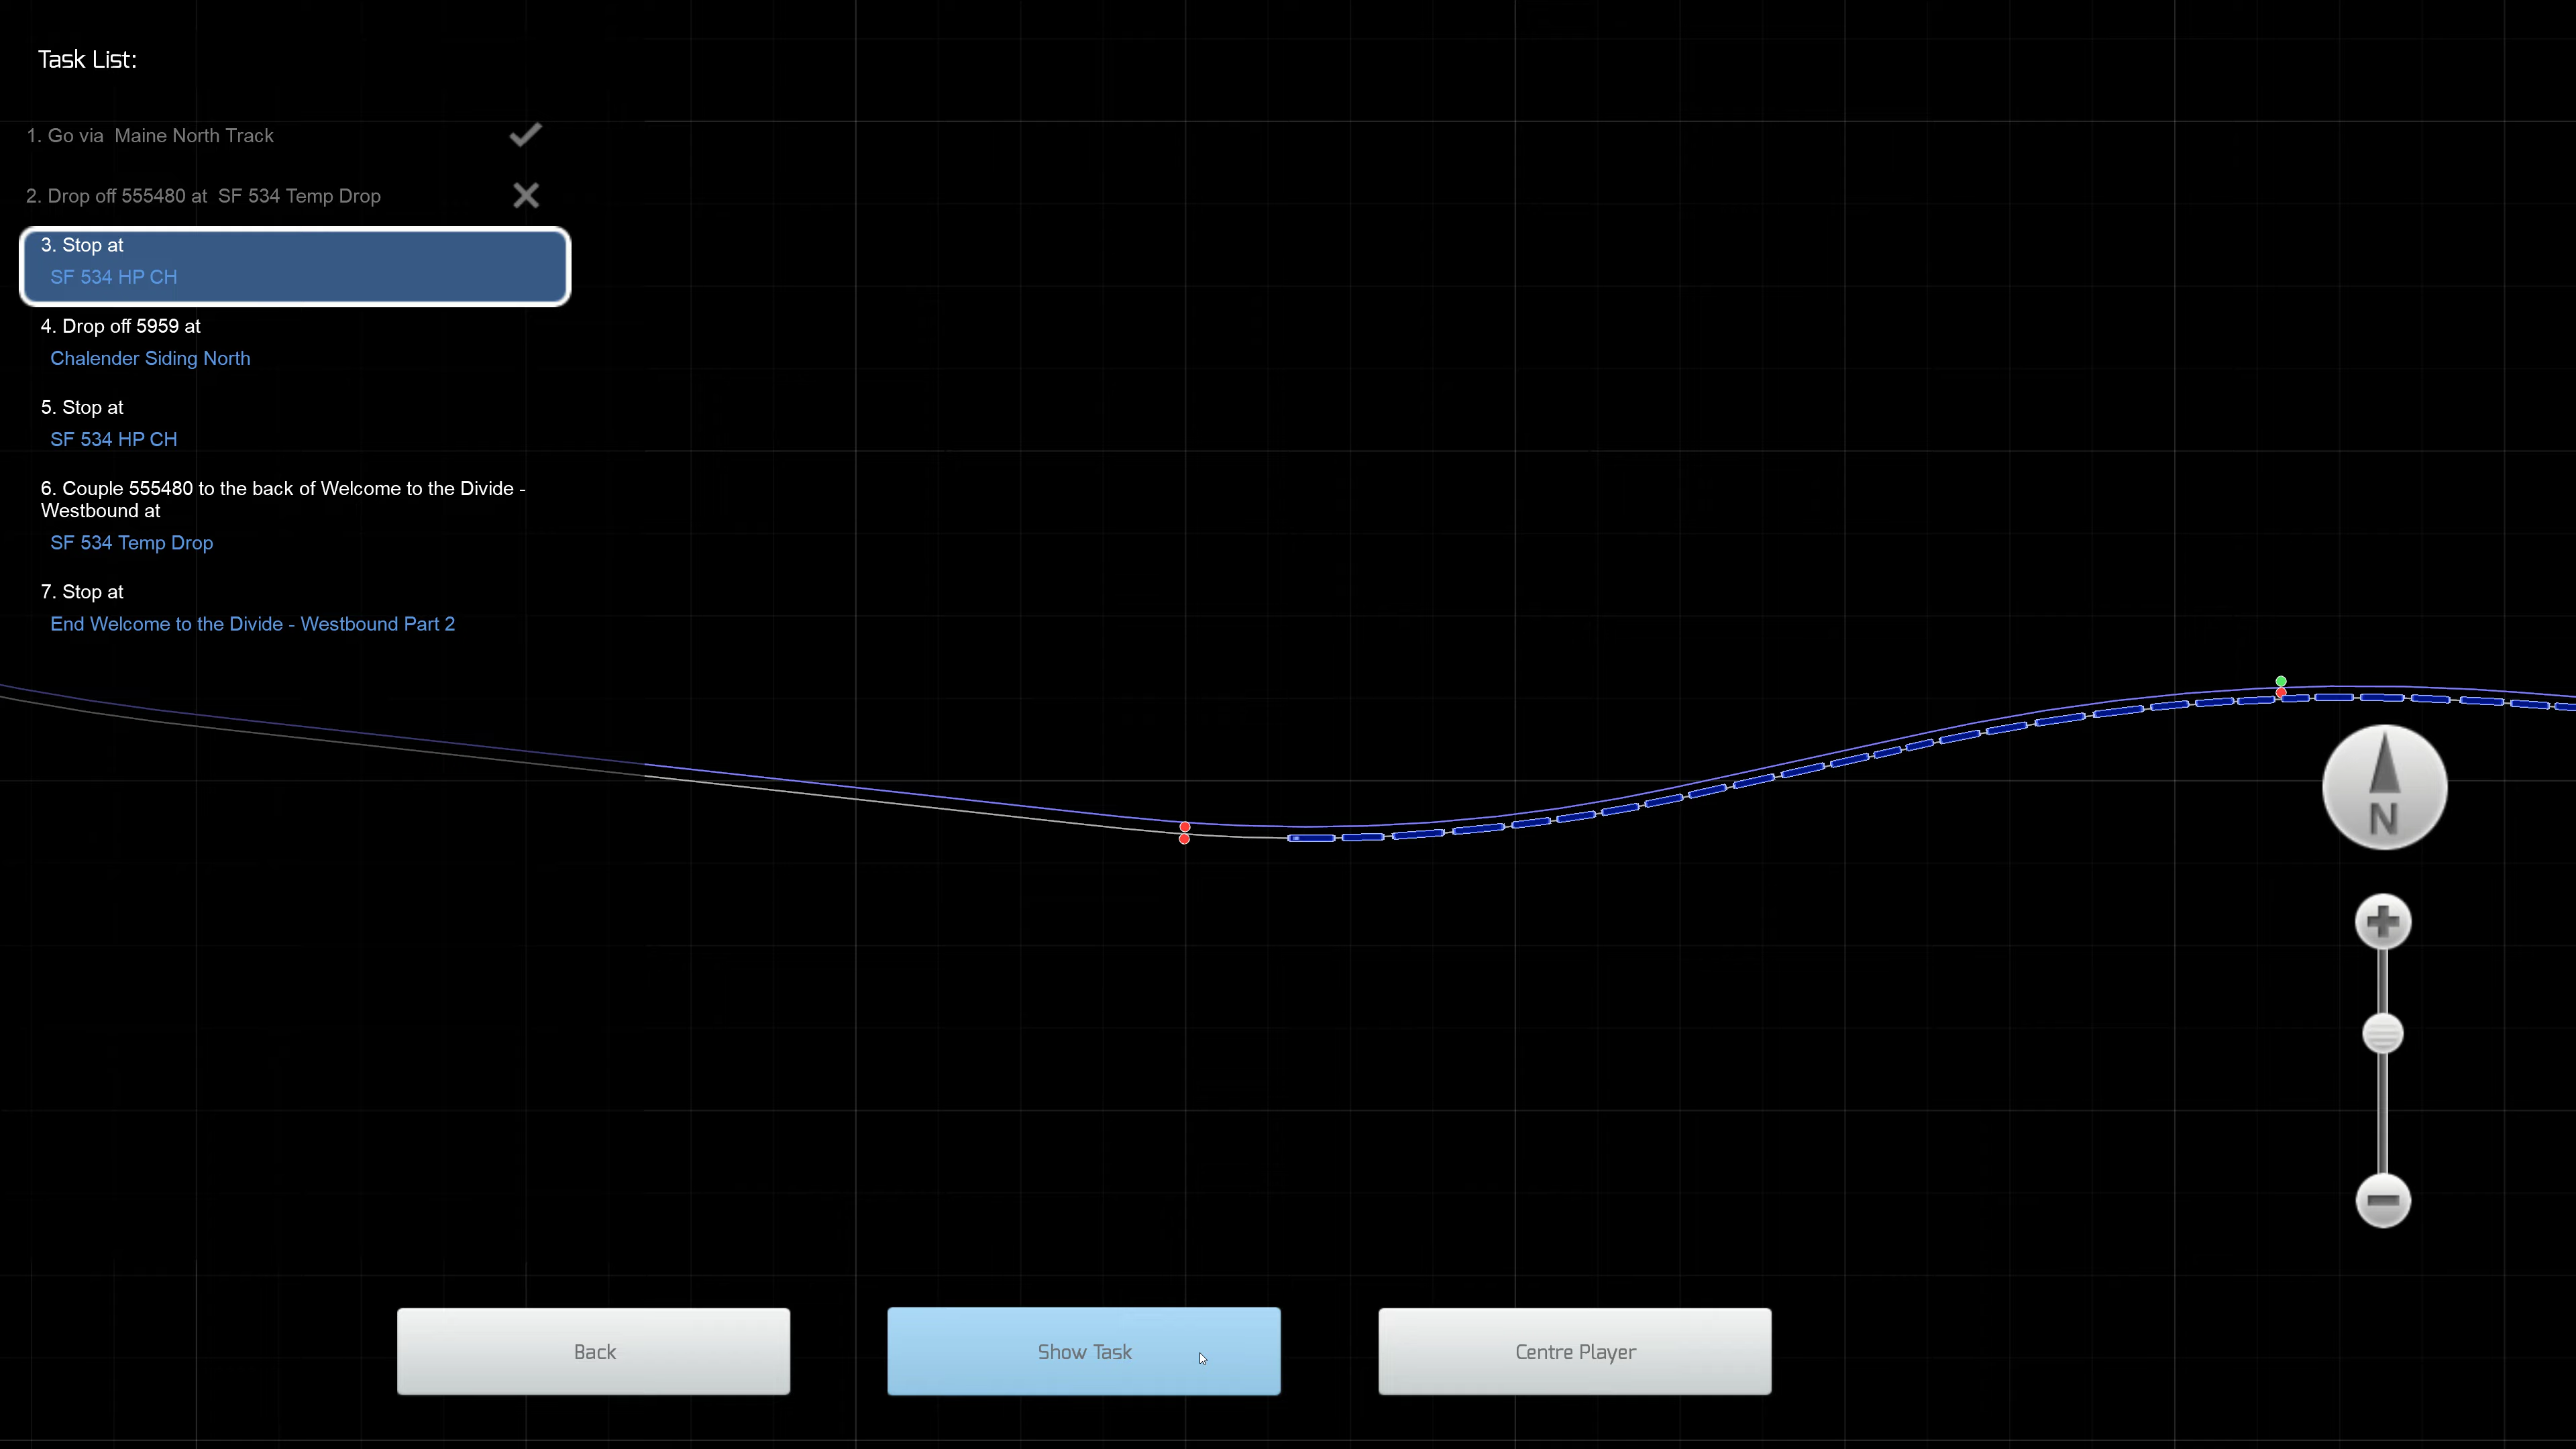 Task List:
1. Go via  Maine North Track
2. Drop off 555480 at  SF 534 Temp Drop
3. Stop at
SF 534 HP CH
4. Drop off 5959 at
Chalender Siding North
5. Stop at
SF 534 HP CH
6. Couple 555480 to the back of Welcome to the Divide -
Westbound at
SF 534 Temp Drop
7. Stop at
End Welcome to the Divide - Westbound Part 2
N
Back
Show Task
Centre Player